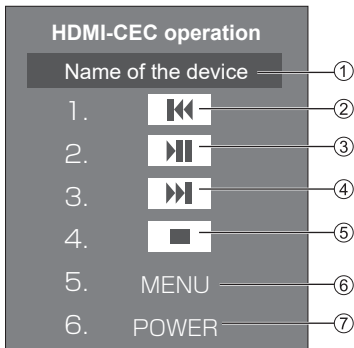 HDMI-CEC operation
Name of the device ①
1. ②
2. ③
3. ④
4. ⑤
5. MENU ⑥
6. POWER ⑦